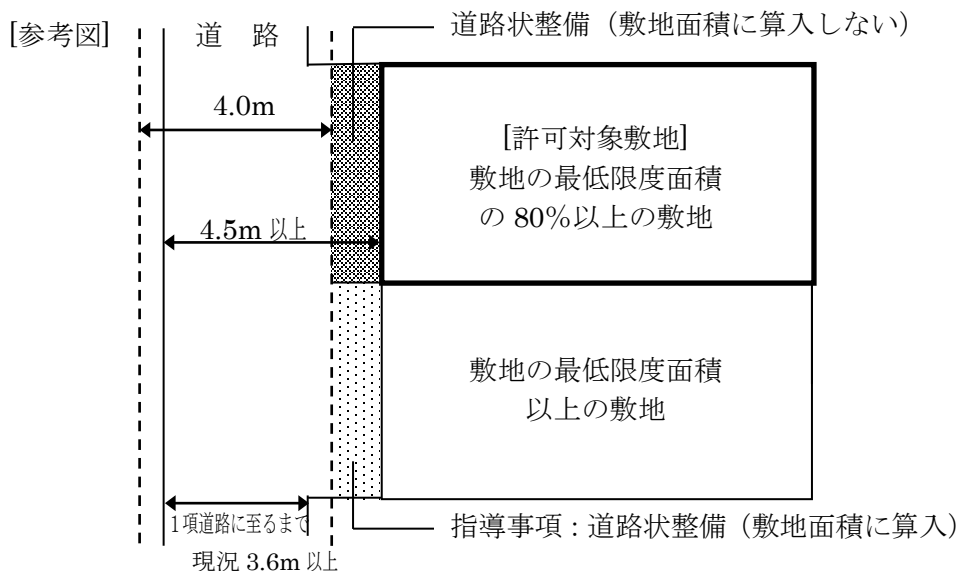 [参考図]
道 路
道路状整備（敷地面積に算入しない）
4.0m
[許可対象敷地]
敷地の最低限度面積
の 80％以上の敷地
4.5m 以上
敷地の最低限度面積
以上の敷地
1項道路に至るまで
現況 3.6m 以上
指導事項：道路状整備（敷地面積に算入）